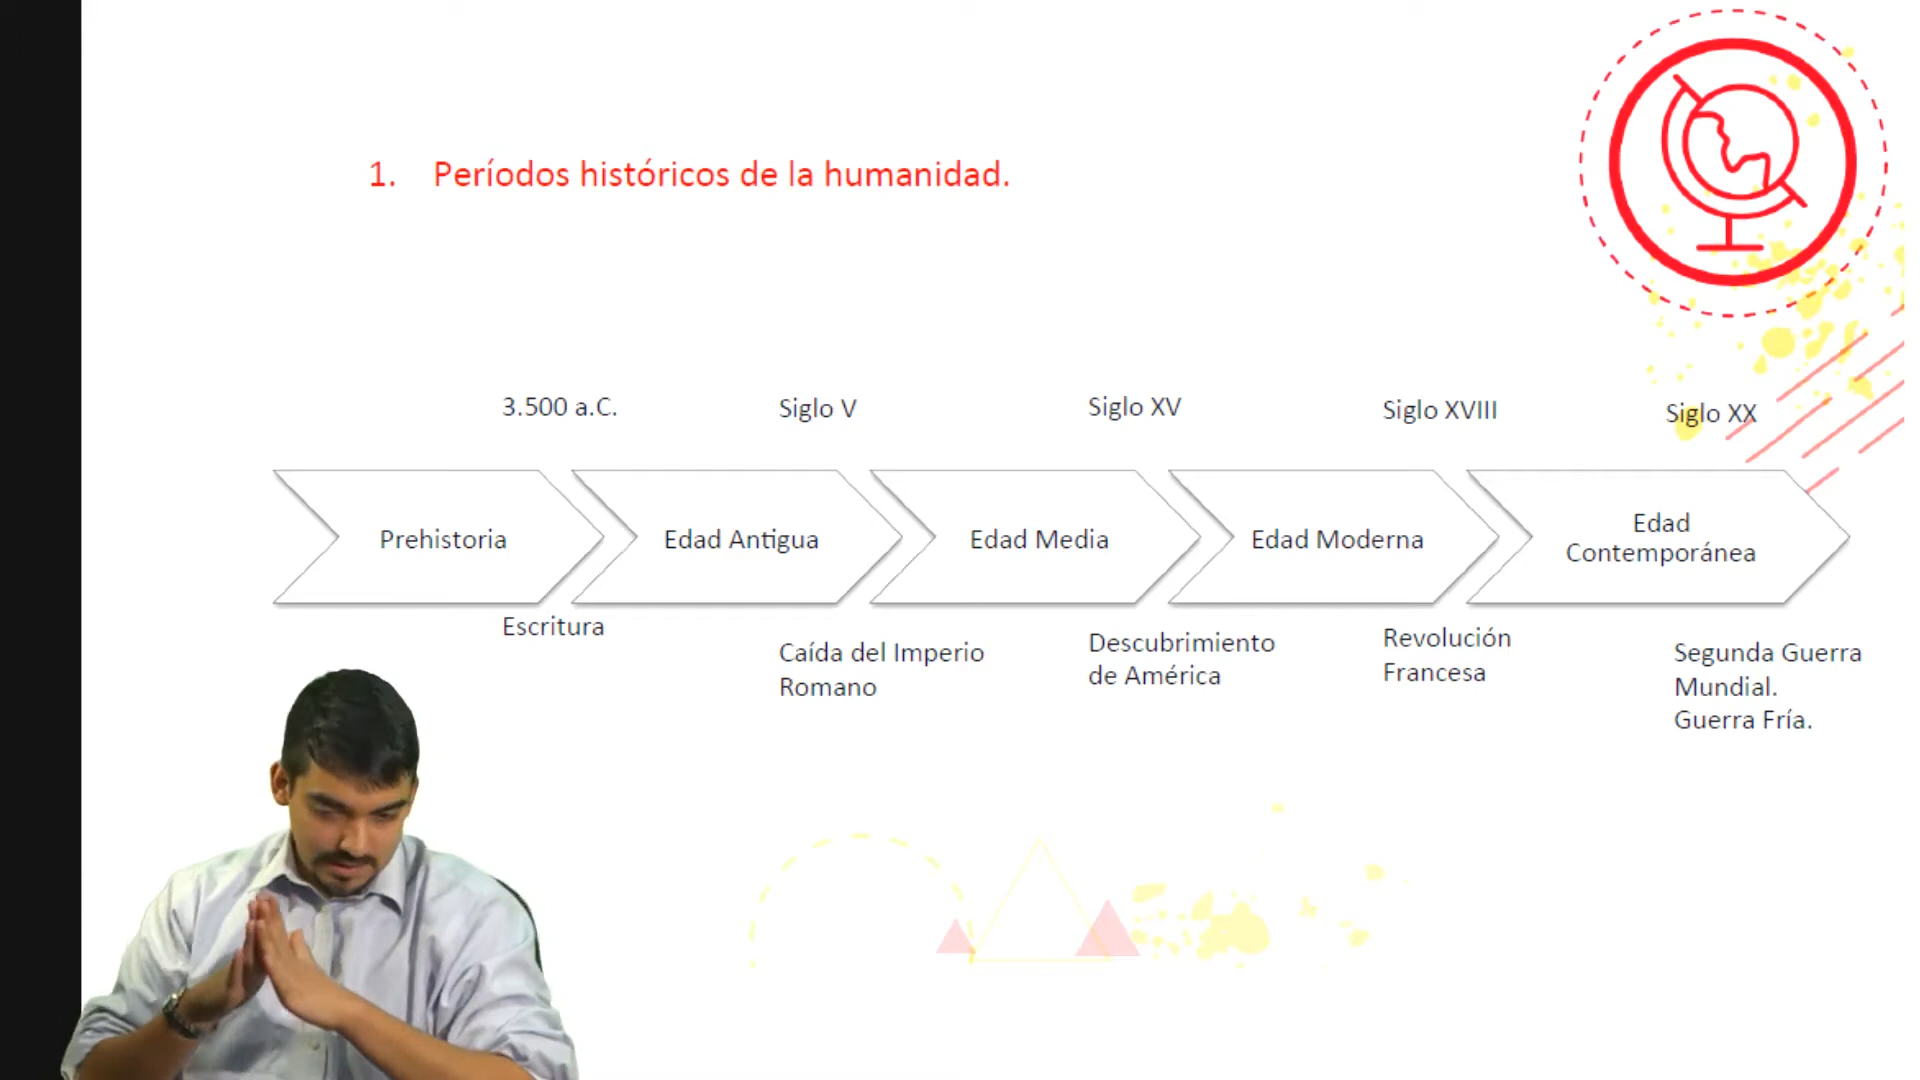 1. Períodos históricos de la humanidad.
3.500 a.C.
Siglo V
Siglo XV
Siglo XVIII
Siglo XX
Prehistoria
Edad Antigua
Edad Media
Edad Moderna
Edad
Contemporánea
Escritura
Caída del Imperio
Romano
Descubrimiento
de América
Revolución
Francesa
Segunda Guerra
Mundial.
Guerra Fría.